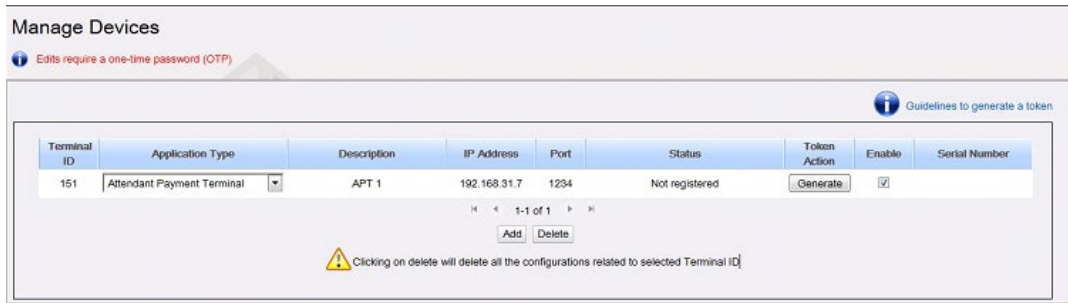 Manage Devices
Edits require a one-time password (OTP)
Guidelines to generate a token
Terminal ID Application Type Description IP Address Port Status Token Action Enable Serial Number
151 Attendant Payment Terminal APT 1 192.168.31.7 1234 Not registered Generate
1-1 of 1
Add Delete
Clicking on delete will delete all the configurations related to selected Terminal ID